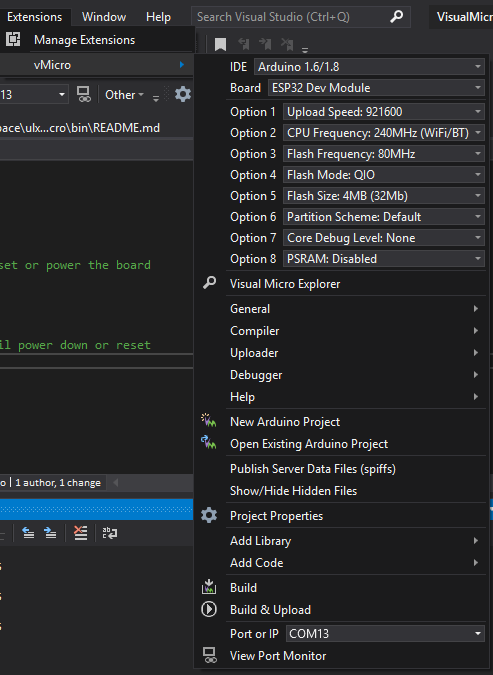 Extensions Window Help Search Visual Studio (Ctrl+Q) VisualMicr
Manage Extensions
vMicro
13 Other
pace\ulx...cro\bin\README.md
set or power the board
il power down or reset
o | 1 author, 1 change
s
s
s
IDE Arduino 1.6/1.8
Board ESP32 Dev Module
Option 1 Upload Speed: 921600
Option 2 CPU Frequency: 240MHz (WiFi/BT)
Option 3 Flash Frequency: 80MHz
Option 4 Flash Mode: QIO
Option 5 Flash Size: 4MB (32Mb)
Option 6 Partition Scheme: Default
Option 7 Core Debug Level: None
Option 8 PSRAM: Disabled
Visual Micro Explorer
General
Compiler
Uploader
Debugger
Help
New Arduino Project
Open Existing Arduino Project
Publish Server Data Files (spiffs)
Show/Hide Hidden Files
Project Properties
Add Library
Add Code
Build
Build & Upload
Port or IP COM13
View Port Monitor